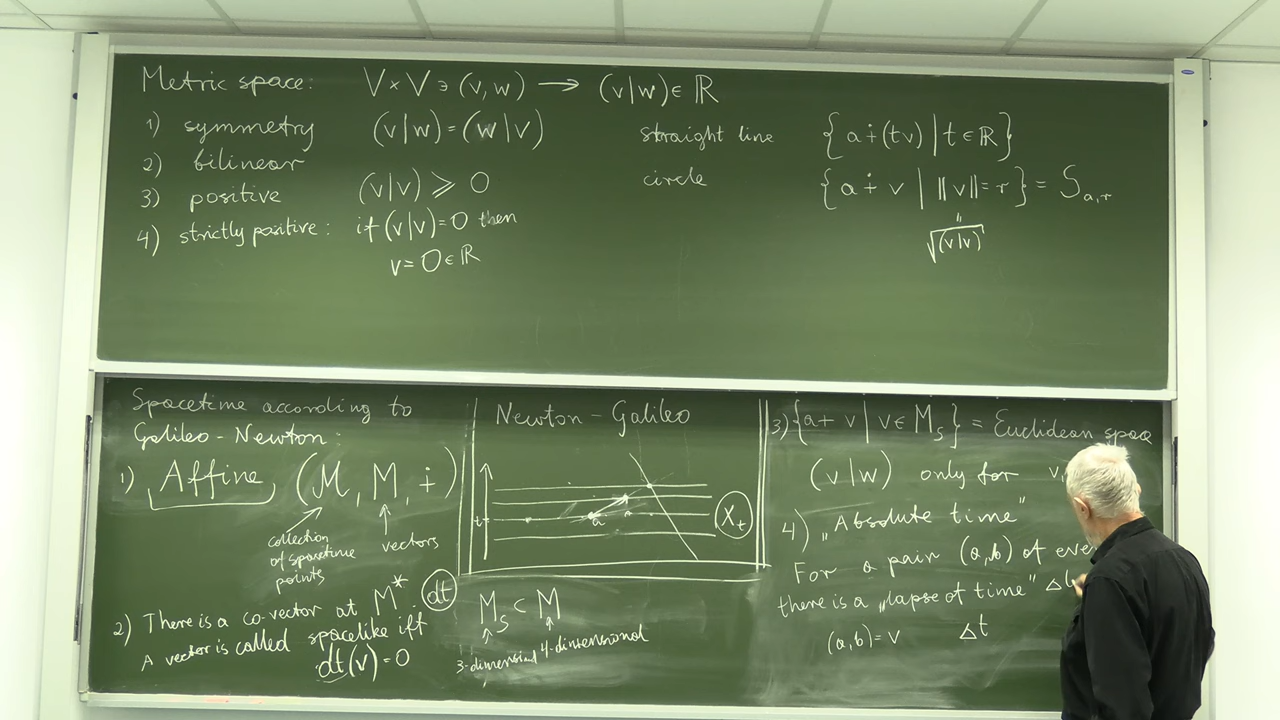 Metric space: V × V ∋ (v, w) → (v|w) ∈ ℝ
1) symmetry (v|w) = (w|v)
2) bilinear
3) positive (v|v) ⩾ 0
4) strictly positive: if (v|v) = 0 then
v = 0 ∈ ℝ
straight line {a ∔ (tv) | t ∈ ℝ}
circle {a ∔ v | ‖v‖ = r} = S_{a,r}
"
√(v|v)
Spacetime according to
Galileo - Newton:
1) Affine (M, M, ∔)
collection
of spacetime
points
vectors
2) There is a co-vector at M* dt
A vector is called spacelike iff
dt(v) = 0
Newton - Galileo
t
a
X_t
M_S ⊂ M
3-dimensional 4-dimensional
3) {a + v | v ∈ M_S} = Euclidean space
(v|w) only for v,
4) „Absolute time"
For a pair (a,b) of
there is a „lapse of time" Δ
(a,b) = v Δt